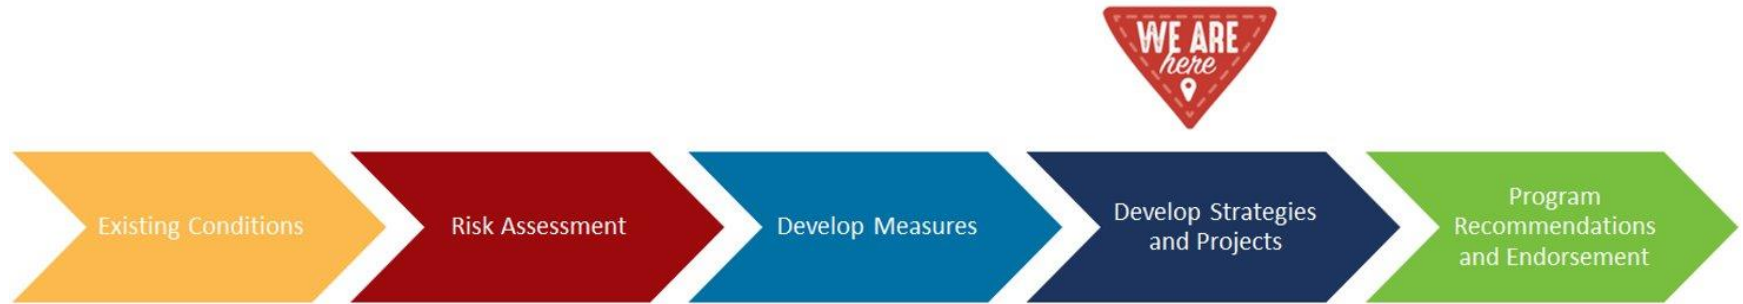 WE ARE
here
Existing Conditions
Risk Assessment
Develop Measures
Develop Strategies
and Projects
Program
Recommendations
and Endorsement